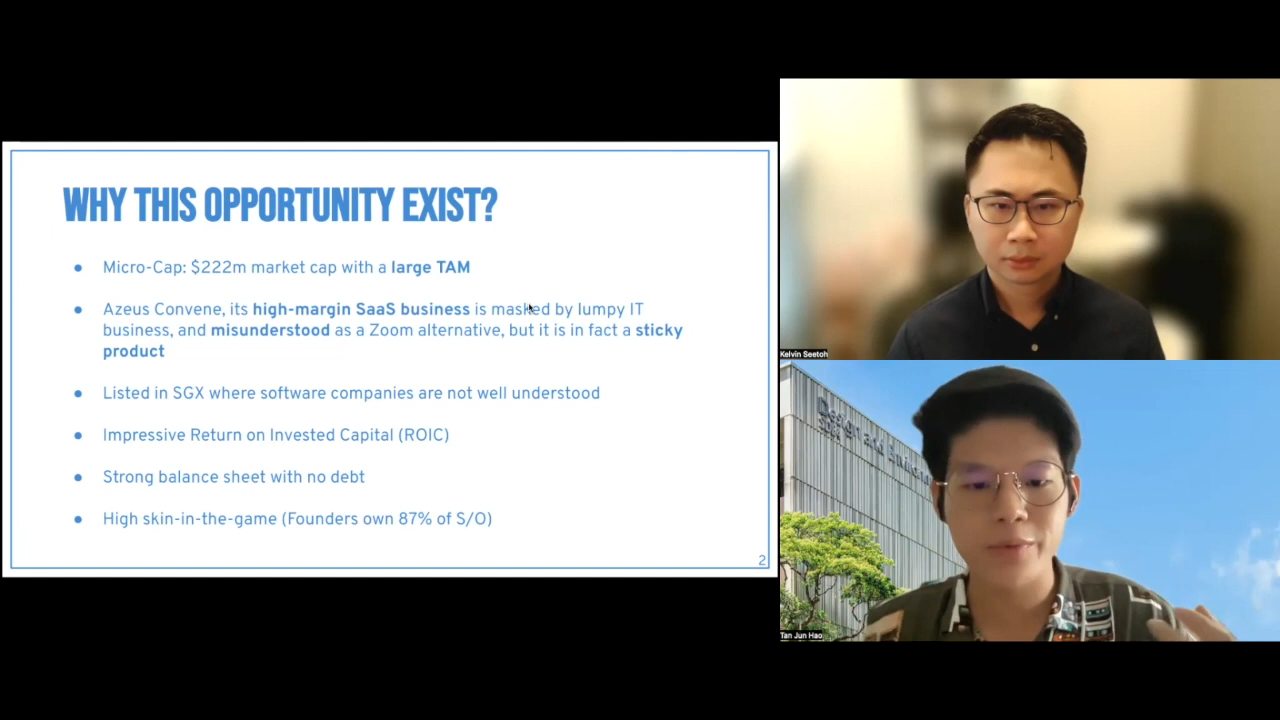 WHY THIS OPPORTUNITY EXIST?
● Micro-Cap: $222m market cap with a large TAM
● Azeus Convene, its high-margin SaaS business is masked by lumpy IT
business, and misunderstood as a Zoom alternative, but it is in fact a sticky
product
● Listed in SGX where software companies are not well understood
● Impressive Return on Invested Capital (ROIC)
● Strong balance sheet with no debt
● High skin-in-the-game (Founders own 87% of S/O)
2
Kelvin Seetoh
Design and
Tan Jun Hao